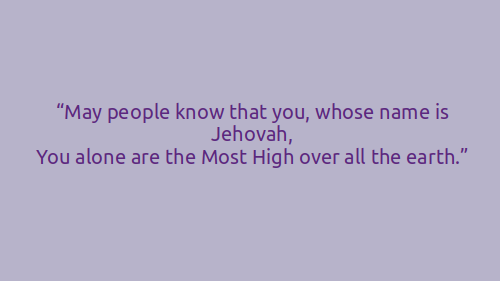 “May people know that you, whose name is
Jehovah,
You alone are the Most High over all the earth.”